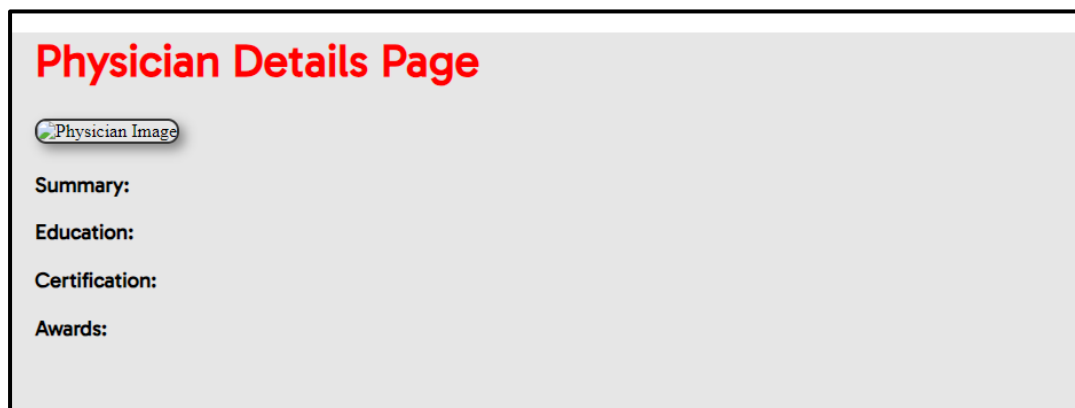 Physician Details Page
Physician Image
Summary:
Education:
Certification:
Awards: